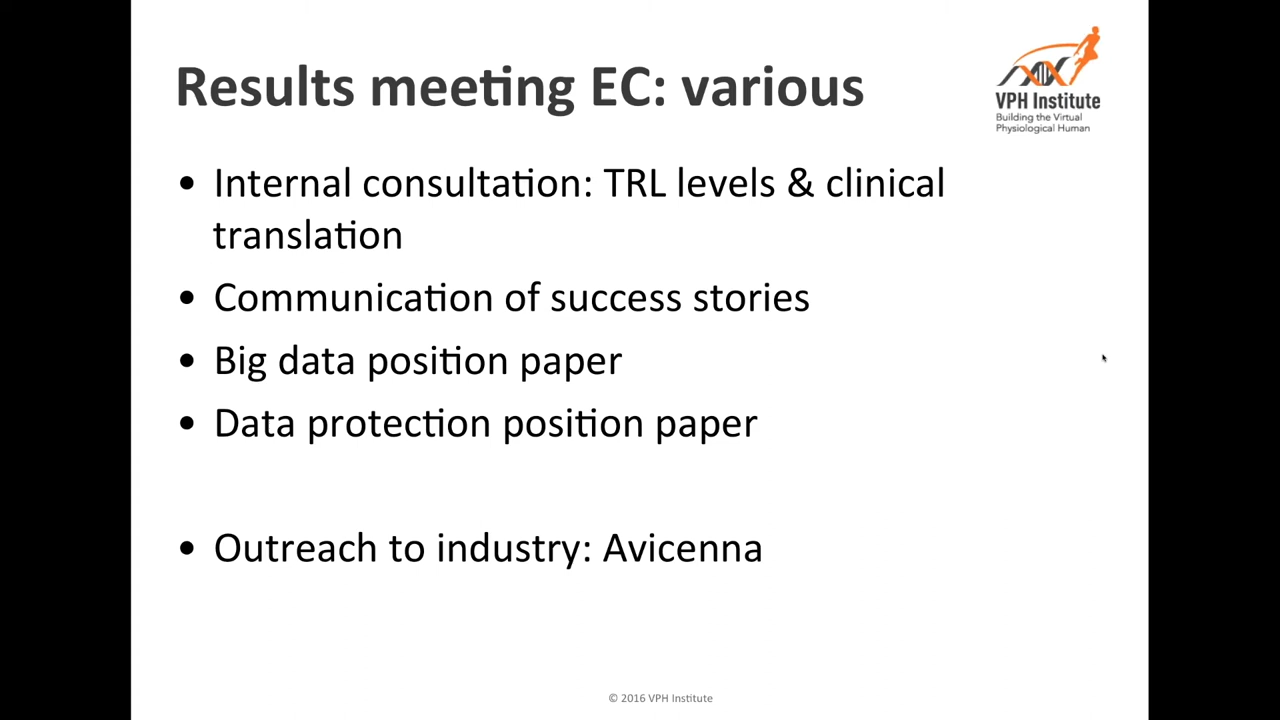 Results meeting EC: various
VPH Institute
Building the Virtual
Physiological Human
• Internal consultation: TRL levels & clinical
translation
• Communication of success stories
• Big data position paper
• Data protection position paper
• Outreach to industry: Avicenna
© 2016 VPH Institute